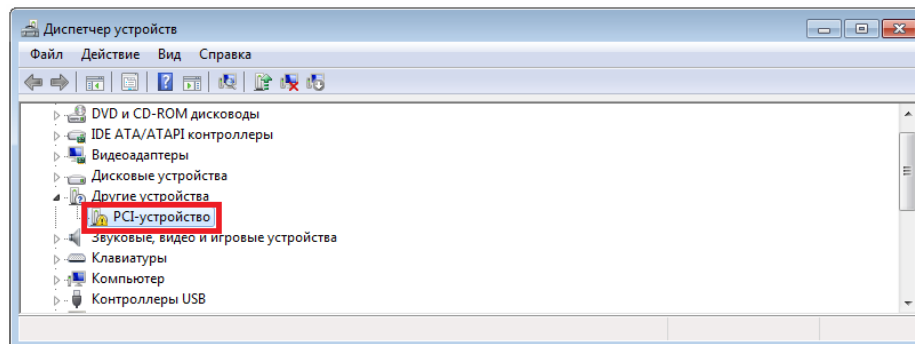 Диспетчер устройств
Файл Действие Вид Справка
DVD и CD-ROM дисководы
IDE ATA/ATAPI контроллеры
Видеоадаптеры
Дисковые устройства
Другие устройства
PCI-устройство
Звуковые, видео и игровые устройства
Клавиатуры
Компьютер
Контроллеры USB